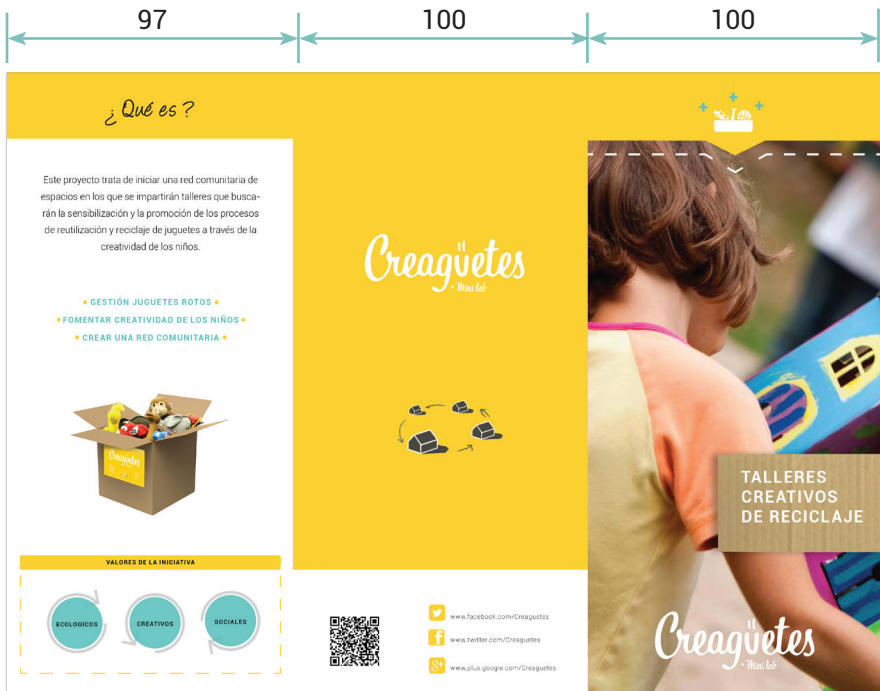 97
100
100
¿Qué es?
Este proyecto trata de iniciar una red comunitaria de
espacios en los que se impartirán talleres que busca-
rán la sensibilización y la promoción de los procesos
de reutilización y reciclaje de juguetes a través de la
creatividad de los niños.
• GESTIÓN JUGUETES ROTOS •
• FOMENTAR CREATIVIDAD DE LOS NIÑOS •
• CREAR UNA RED COMUNITARIA •
Creagüetes
VALORES DE LA INICIATIVA
ECOLOGÍCOS
CREATIVOS
SOCIALES
Creagüetes
• Mini lab
www.facebook.com/Creaguetes
www.twitter.com/Creaguetes
www.plus.google.com/Creaguetes
TALLERES
CREATIVOS
DE RECICLAJE
Creagüetes
• Mini lab